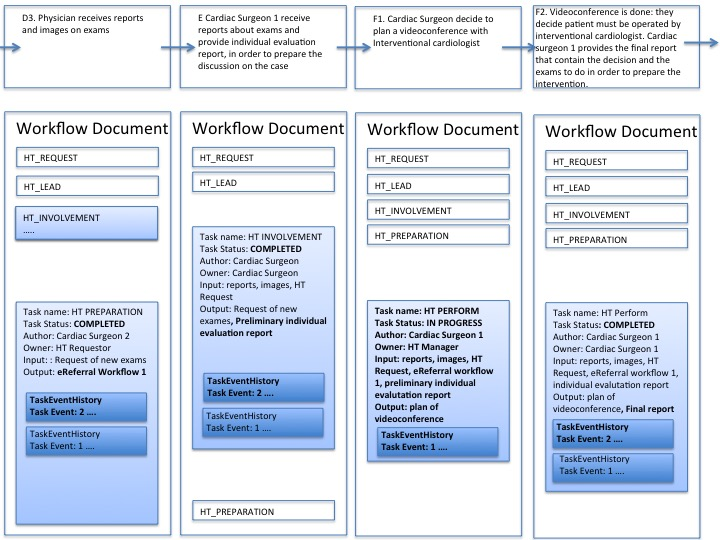 D3. Physician receives reports
and images on exams
E Cardiac Surgeon 1 receive
reports about exams and
provide individual evaluation
report, in order to prepare the
discussion on the case
F1. Cardiac Surgeon decide to
plan a videoconference with
Interventional cardiologist
F2. Videoconference is done: they
decide patient must be operated by
interventional cardiologist. Cardiac
surgeon 1 provides the final report
that contain the decision and the
exams to do in order to prepare the
intervention.
Workflow Document
HT_REQUEST
HT_LEAD
HT_INVOLVEMENT
.....
Task name: HT PREPARATION
Task Status: COMPLETED
Author: Cardiac Surgeon 2
Owner: HT Requestor
Input: : Request of new exams
Output: eReferral Workflow 1
TaskEventHistory
Task Event: 2 ....
TaskEventHistory
Task Event: 1 ....
Workflow Document
HT_REQUEST
HT_LEAD
Task name: HT INVOLVEMENT
Task Status: COMPLETED
Author: Cardiac Surgeon
Owner: Cardiac Surgeon
Input: reports, images, HT
Request
Output: Request of new
exames, Preliminary individual
evalutation report
TaskEventHistory
Task Event: 2 ....
TaskEventHistory
Task Event: 1 ....
HT_PREPARATION
Workflow Document
HT_REQUEST
HT_LEAD
HT_INVOLVEMENT
HT_PREPARATION
Task name: HT PERFORM
Task Status: IN PROGRESS
Author: Cardiac Surgeon 1
Owner: HT Manager
Input: reports, images, HT
Request, eReferral workflow
1, preliminary individual
evalutation report
Output: plan of
videoconference
TaskEventHistory
Task Event: 1 ....
Workflow Document
HT_REQUEST
HT_LEAD
HT_INVOLVEMENT
HT_PREPARATION
Task name: HT Perform
Task Status: COMPLETED
Author: Cardiac Surgeon 1
Owner: Cardiac Surgeon 1
Input: reports, images, HT
Request, eReferral workflow 1,
individual evalutation report
Output: plan of
videoconference, Final report
TaskEventHistory
Task Event: 2 ....
TaskEventHistory
Task Event: 1 ....